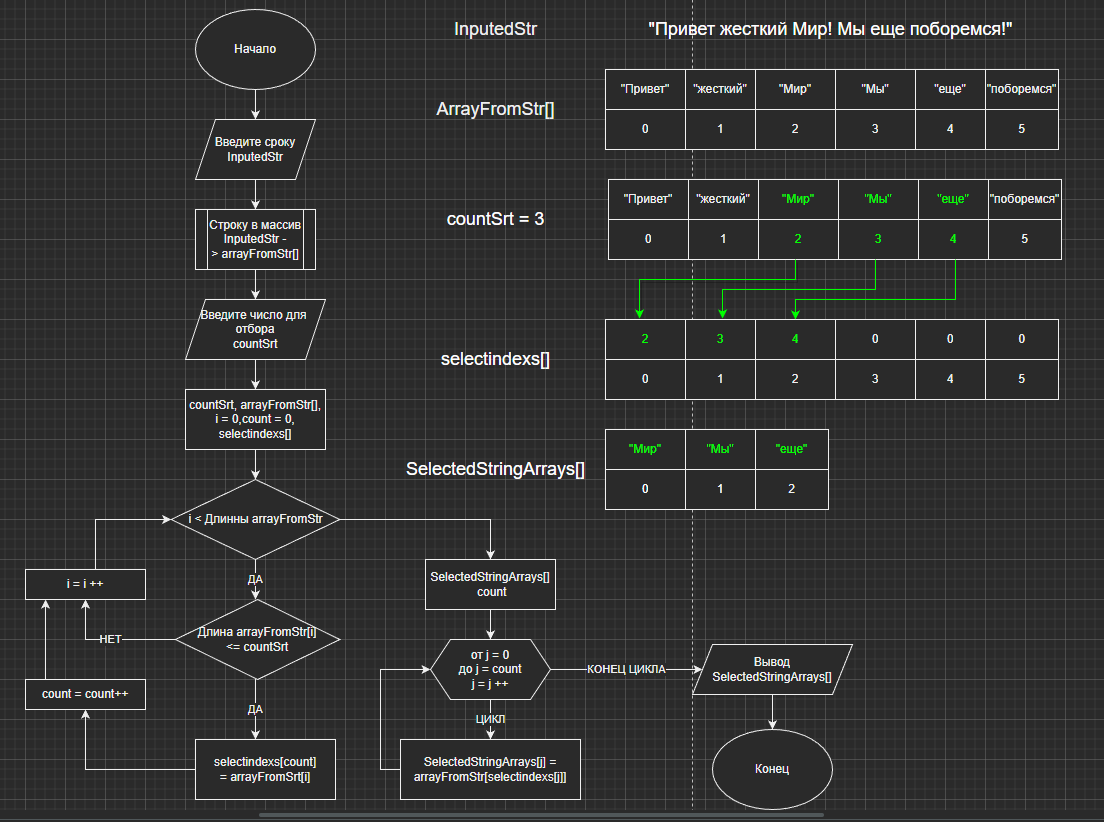 Начало
Введите сроку
InputedStr
Строку в массив
InputedStr -
> arrayFromStr[]
Введите число для
отбора
countSrt
countSrt, arrayFromStr[],
i = 0,count = 0,
selectindexs[]
i < Длинны arrayFromStr
ДА
i = i ++
Длина arrayFromStr[i]
<= countSrt
НЕТ
count = count++
ДА
selectindexs[count]
= arrayFromSrt[i]
SelectedStringArrays[]
count
от j = 0
до j = count
j = j ++
КОНЕЦ ЦИКЛА
ЦИКЛ
SelectedStringArrays[j] =
arrayFromStr[selectindexs[j]]
Вывод
SelectedStringArrays[]
Конец
InputedStr
"Привет жесткий Мир! Мы еще поборемся!"
ArrayFromStr[]
"Привет" "жесткий" "Мир" "Мы" "еще" "поборемся"
0 1 2 3 4 5
countSrt = 3
"Привет" "жесткий" "Мир" "Мы" "еще" "поборемся"
0 1 2 3 4 5
selectindexs[]
2 3 4 0 0 0
0 1 2 3 4 5
SelectedStringArrays[]
"Мир" "Мы" "еще"
0 1 2